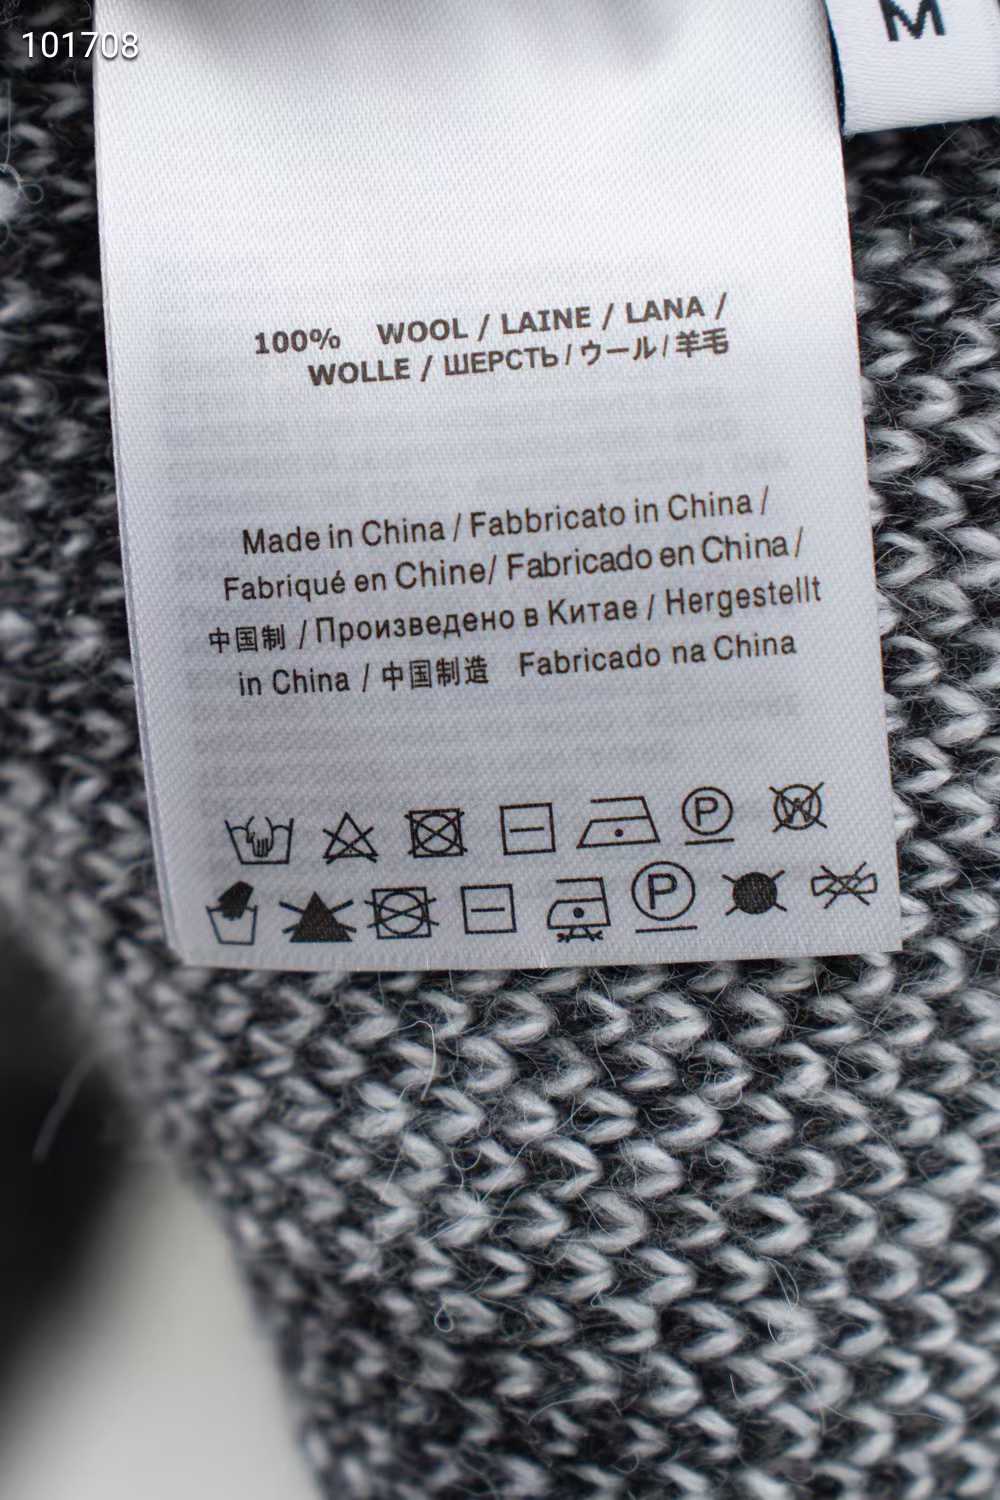 101708
M
100% WOOL / LAINE / LANA /
WOLLE / ШЕРСТЬ / ウール / 羊毛
Made in China / Fabbricato in China /
Fabriqué en Chine/ Fabricado en China /
中国制 / Произведено в Китае / Hergestellt
in China / 中国制造 Fabricado na China
P W
P